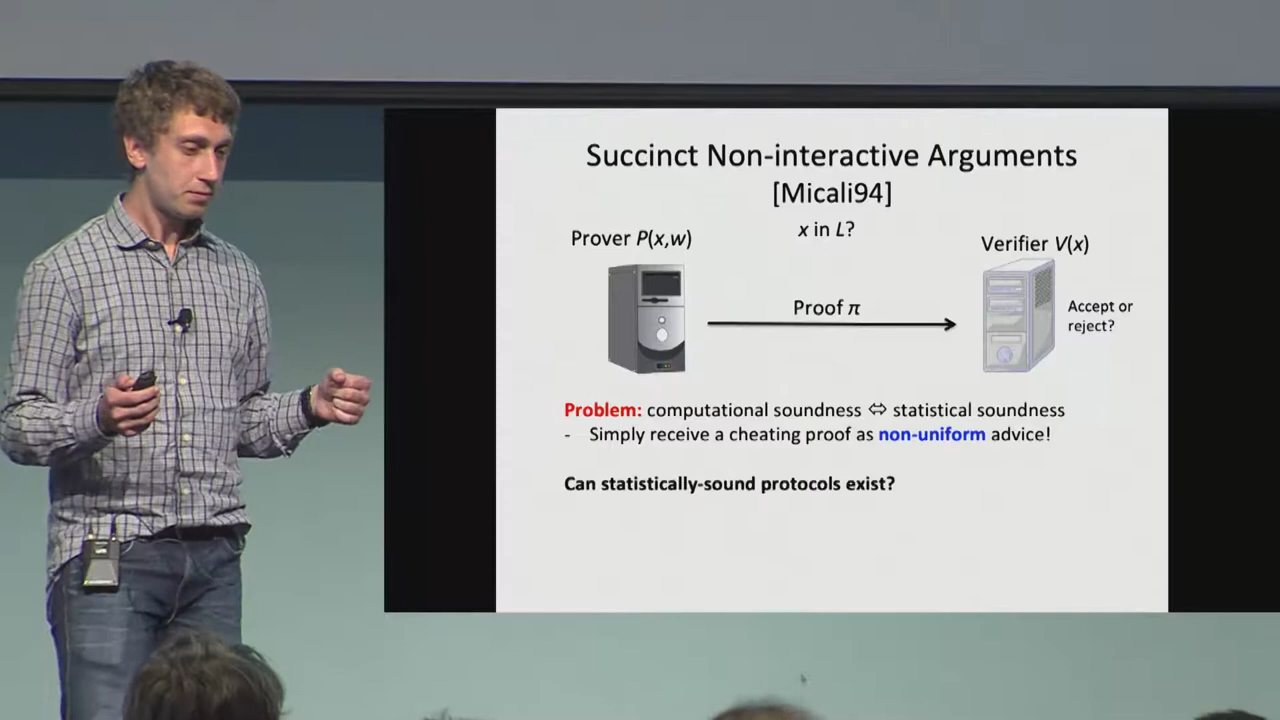 Succinct Non-interactive Arguments
[Micali94]
x in L?
Prover P(x,w)
Verifier V(x)
Proof π
Accept or
reject?
Problem: computational soundness ⇔ statistical soundness
- Simply receive a cheating proof as non-uniform advice!
Can statistically-sound protocols exist?